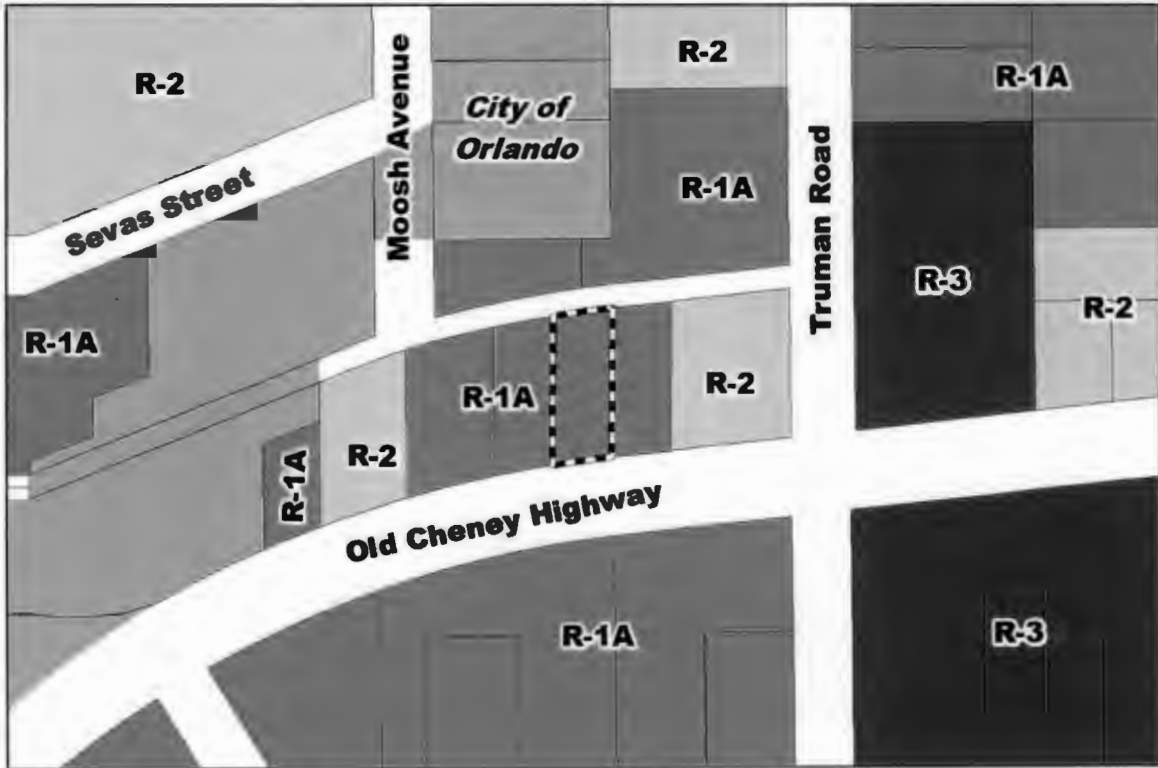 R-2
Moosh Avenue
City of
Orlando
R-2
R-1A
R-1A
Sevas Street
Truman Road
R-3
R-2
R-1A
R-1A
R-2
R-2
R-1A
Old Cheney Highway
R-1A
R-3